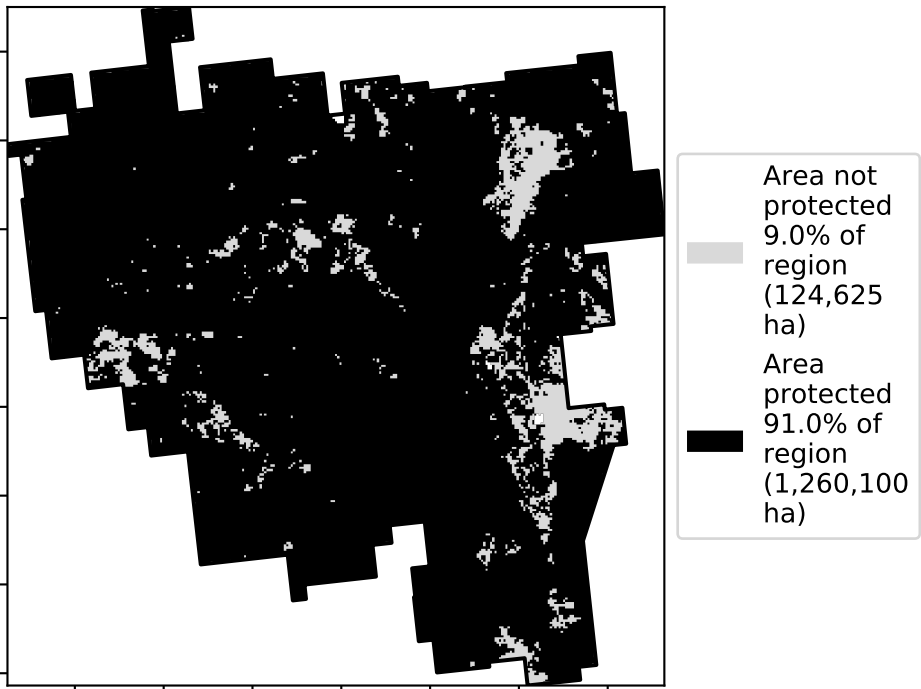 Area not
protected
9.0% of
region
(124,625
ha)
Area
protected
91.0% of
region
(1,260,100
ha)